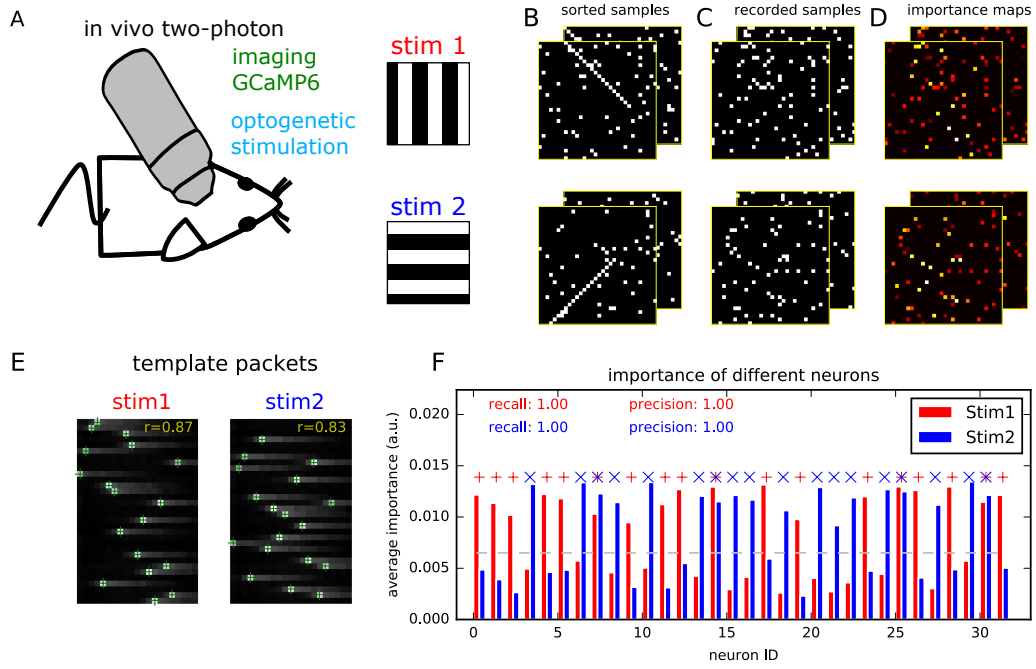 A
in vivo two-photon
imaging
GCaMP6
optogenetic
stimulation
stim 1
stim 2
B
sorted samples
C
recorded samples
D
importance maps
E
template packets
stim1
r=0.87
stim2
r=0.83
F
importance of different neurons
recall: 1.00
precision: 1.00
recall: 1.00
precision: 1.00
Stim1
Stim2
average importance (a.u.)
0.020
0.015
0.010
0.005
0.000
0
5
10
15
20
25
30
neuron ID